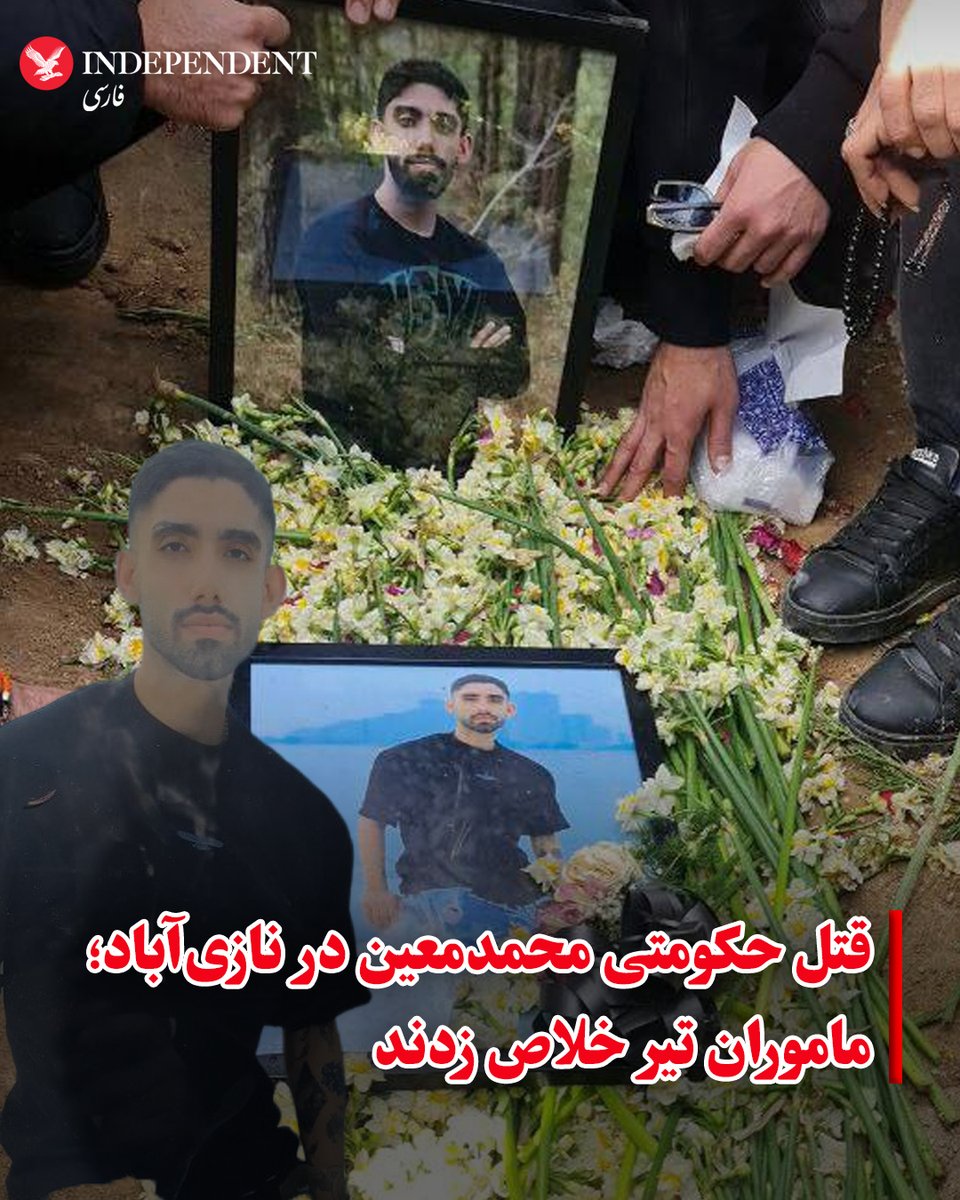 INDEPENDENT
فارسی
قتل حکومتی محمدمعین در نازی‌آباد؛
ماموران تیر خلاص زدند